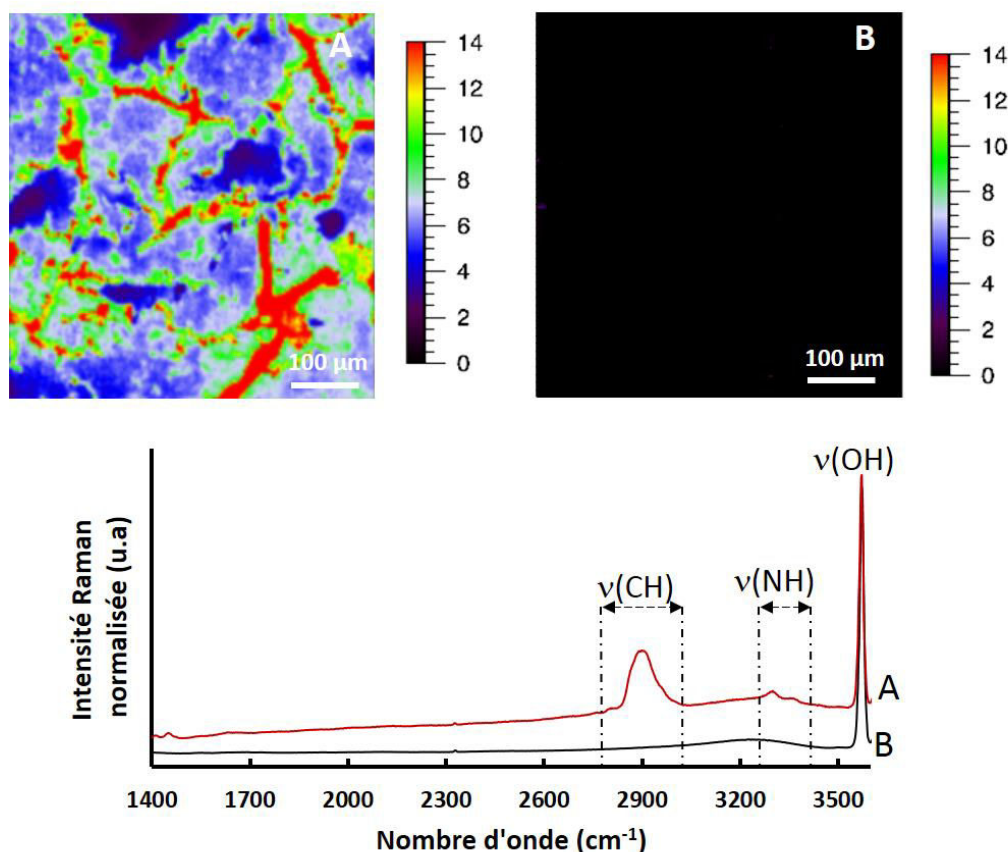 A
14
12
10
8
6
4
2
0
100 µm
B
14
12
10
8
6
4
2
0
100 µm
Intensité Raman
normalisée (u.a)
ν(CH)
ν(NH)
ν(OH)
A
B
1400 1700 2000 2300 2600 2900 3200 3500
Nombre d'onde (cm⁻¹)